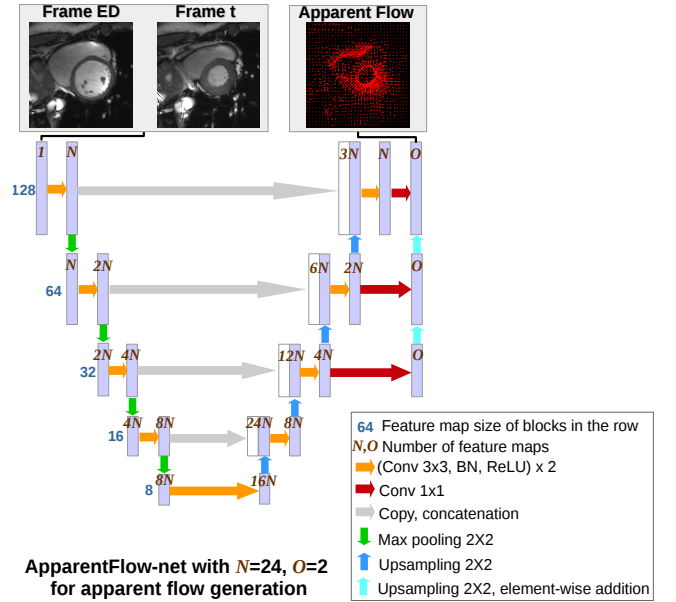 Frame ED Frame t Apparent Flow
1 N 3N N O
128
N 2N 6N 2N O
64
2N 4N 12N 4N O
32
4N 8N 24N 8N
16
8N 16N
8
64 Feature map size of blocks in the row
N,O Number of feature maps
(Conv 3x3, BN, ReLU) x 2
Conv 1x1
Copy, concatenation
Max pooling 2X2
Upsampling 2X2
Upsampling 2X2, element-wise addition
ApparentFlow-net with N=24, O=2
for apparent flow generation